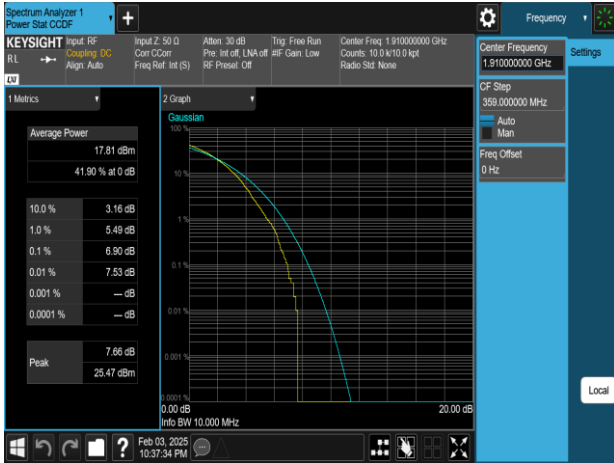 Spectrum Analyzer 1
Power Stat CCDF
Frequency
KEYSIGHT
RL
LXI
Input: RF
Coupling: DC
Align: Auto
Input Z: 50 Ω
Corr CCorr
Freq Ref: Int (S)
Atten: 30 dB
Pre: Int off, LNA off
RF Preset: Off
Trig: Free Run
#IF Gain: Low
Center Freq: 1.910000000 GHz
Counts: 10.0 k/10.0 kpt
Radio Std: None
Center Frequency
1.910000000 GHz
Settings
CF Step
359.000000 MHz
Auto
Man
Freq Offset
0 Hz
Local
1 Metrics
Average Power
17.81 dBm
41.90 % at 0 dB
10.0 % 3.16 dB
1.0 % 5.49 dB
0.1 % 6.90 dB
0.01 % 7.53 dB
0.001 % --- dB
0.0001 % --- dB
Peak
7.66 dB
25.47 dBm
2 Graph
Gaussian
100 %
10 %
1 %
0.1 %
0.01 %
0.001 %
0.0001 %
0.00 dB 20.00 dB
Info BW 10.000 MHz
?
Feb 03, 2025
10:37:34 PM